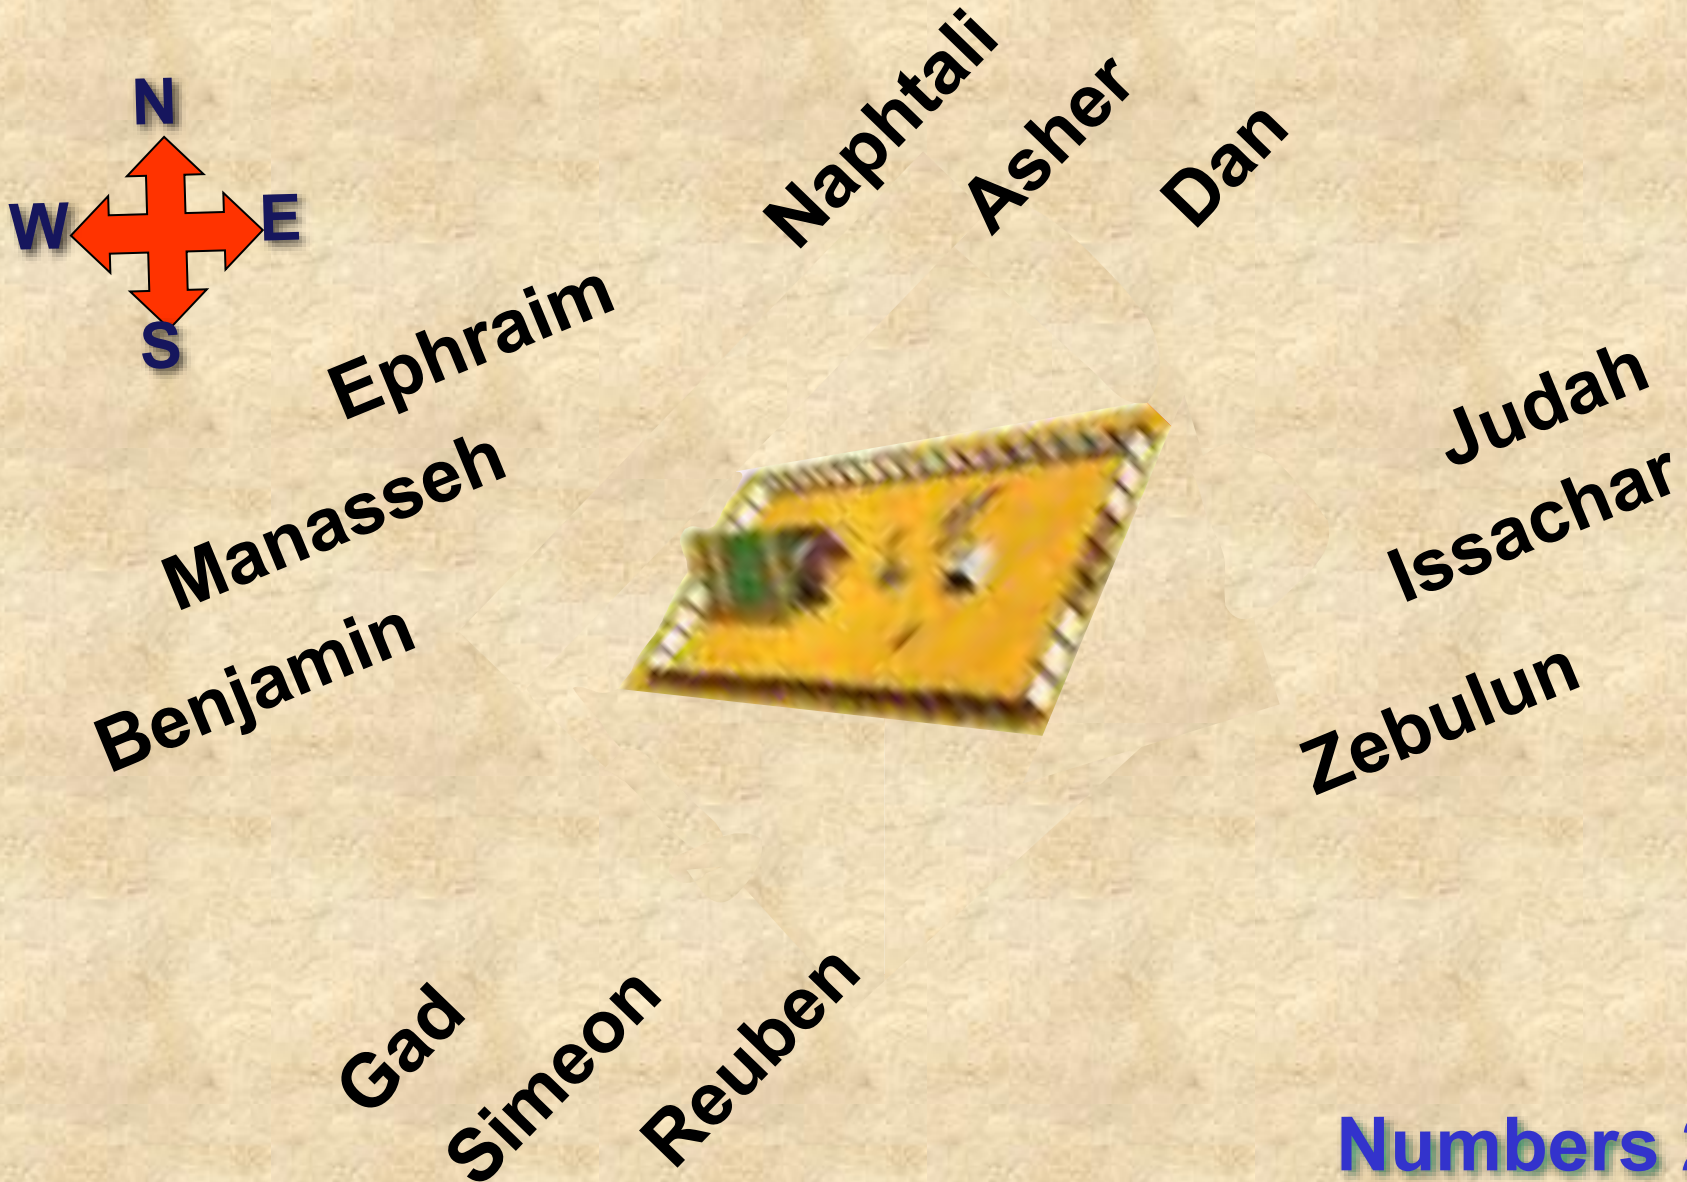 N
W
E
S
Naphtali
Asher
Dan
Ephraim
Manasseh
Benjamin
Judah
Issachar
Zebulun
Gad
Simeon
Reuben
Numbers